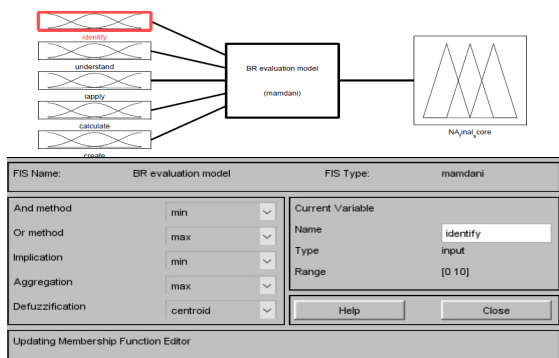 identify
understand
iapply
calculate
create
BR evaluation model
(mamdani)
NA_final_score
FIS Name: BR evaluation model FIS Type: mamdani
And method min
Or method max
Implication min
Aggregation max
Defuzzification centroid
Current Variable
Name identify
Type input
Range [0 10]
Help Close
Updating Membership Function Editor